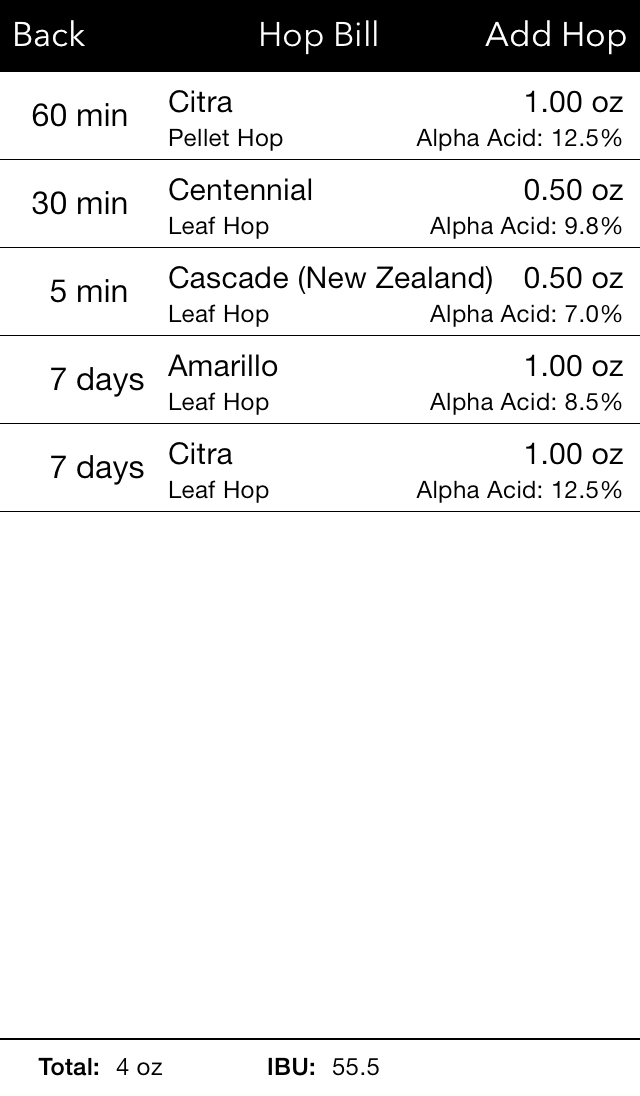 Back Hop Bill Add Hop
60 min Citra 1.00 oz
Pellet Hop Alpha Acid: 12.5%
30 min Centennial 0.50 oz
Leaf Hop Alpha Acid: 9.8%
5 min Cascade (New Zealand) 0.50 oz
Leaf Hop Alpha Acid: 7.0%
7 days Amarillo 1.00 oz
Leaf Hop Alpha Acid: 8.5%
7 days Citra 1.00 oz
Leaf Hop Alpha Acid: 12.5%
Total: 4 oz IBU: 55.5